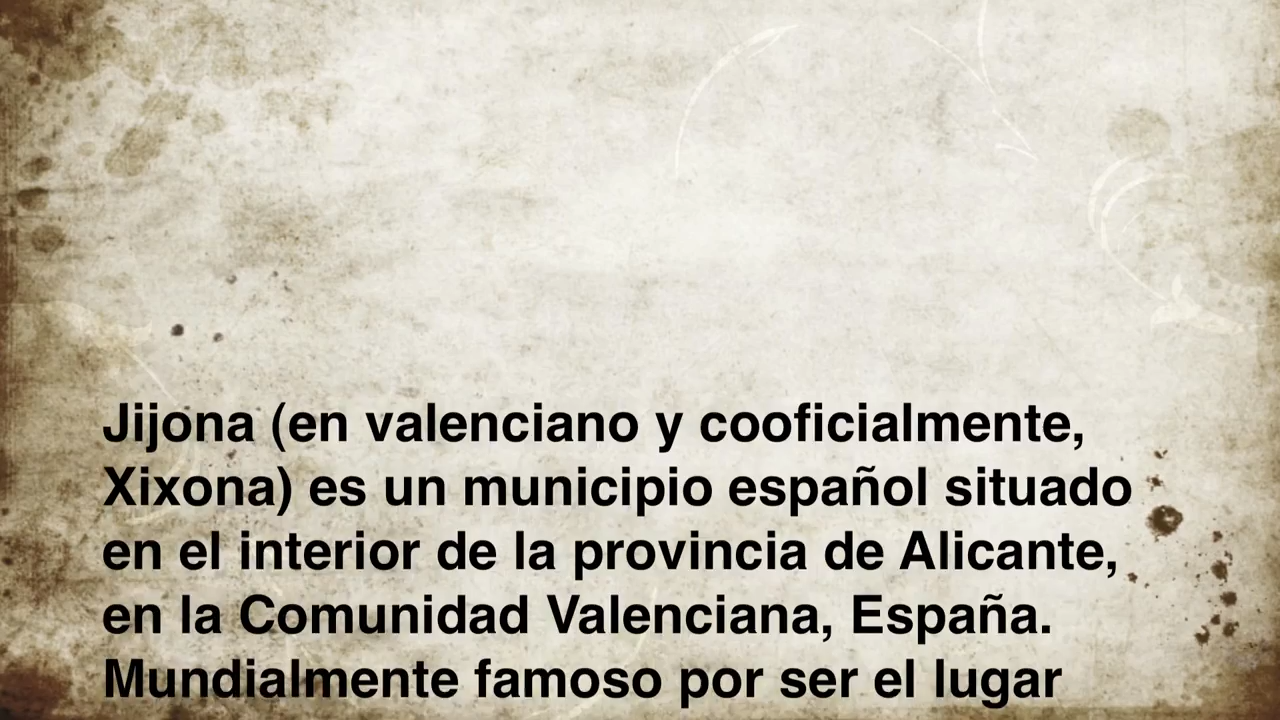 Jijona (en valenciano y cooficialmente,
Xixona) es un municipio español situado
en el interior de la provincia de Alicante,
en la Comunidad Valenciana, España.
Mundialmente famoso por ser el lugar